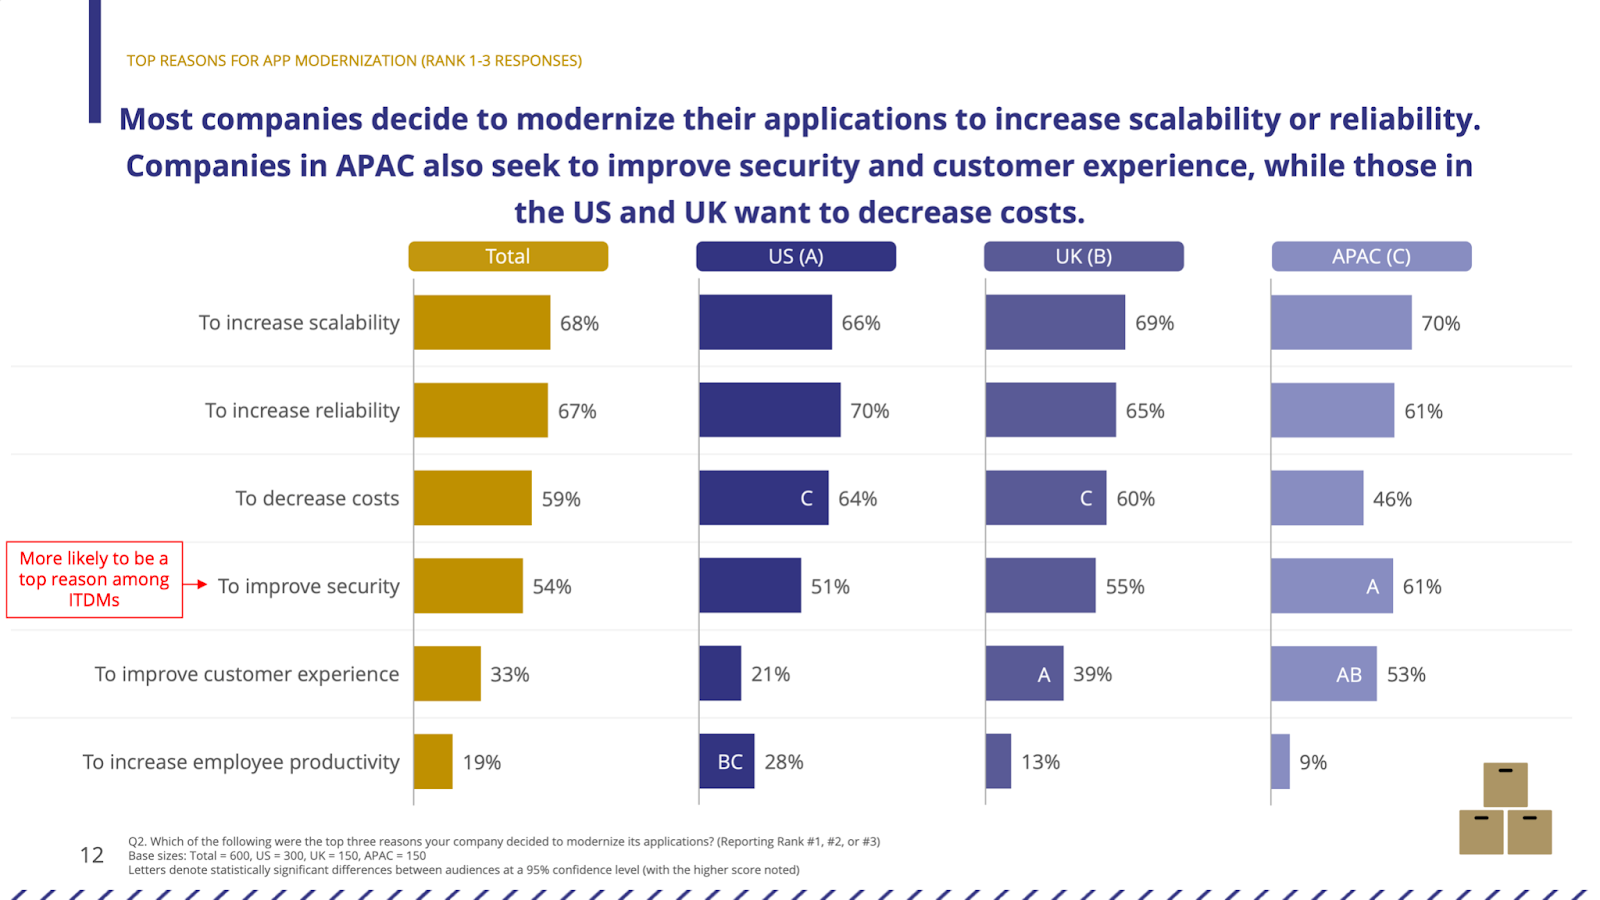 TOP REASONS FOR APP MODERNIZATION (RANK 1-3 RESPONSES)
Most companies decide to modernize their applications to increase scalability or reliability.
Companies in APAC also seek to improve security and customer experience, while those in
the US and UK want to decrease costs.
Total
US (A)
UK (B)
APAC (C)
To increase scalability
68%
66%
69%
70%
To increase reliability
67%
70%
65%
61%
To decrease costs
59%
C
64%
C
60%
46%
More likely to be a
top reason among
ITDMs
To improve security
54%
51%
55%
A
61%
To improve customer experience
33%
21%
A
39%
AB
53%
To increase employee productivity
19%
BC
28%
13%
9%
12
Q2. Which of the following were the top three reasons your company decided to modernize its applications? (Reporting Rank #1, #2, or #3)
Base sizes: Total = 600, US = 300, UK = 150, APAC = 150
Letters denote statistically significant differences between audiences at a 95% confidence level (with the higher score noted)